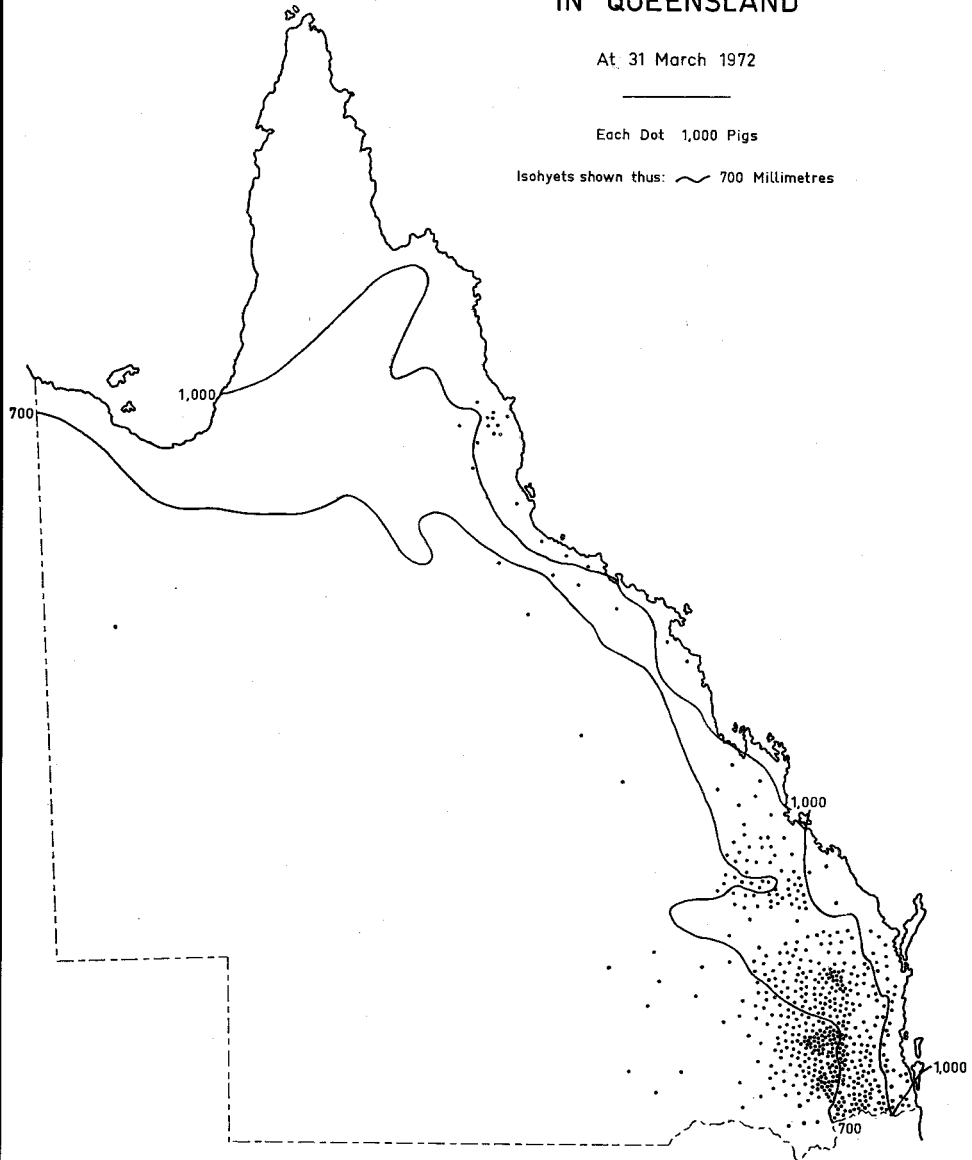 IN QUEENSLAND
At 31 March 1972
Each Dot 1,000 Pigs
Isohyets shown thus: 700 Millimetres
1,000
700
1,000
1,000
700